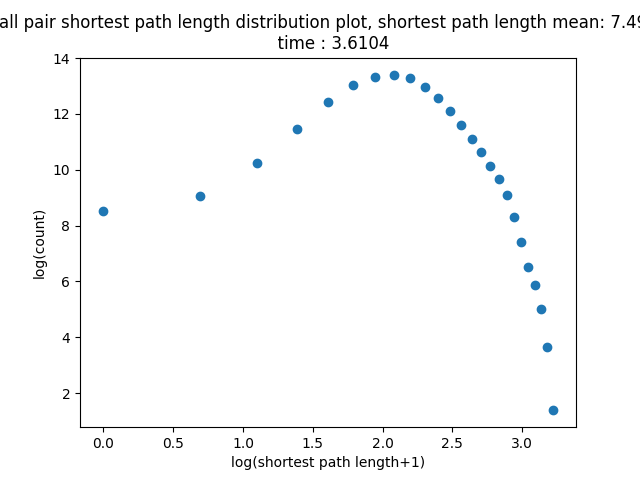 all pair shortest path length distribution plot, shortest path length mean: 7.49
time : 3.6104
14
12
10
8
6
4
2
log(count)
0.0 0.5 1.0 1.5 2.0 2.5 3.0
log(shortest path length+1)